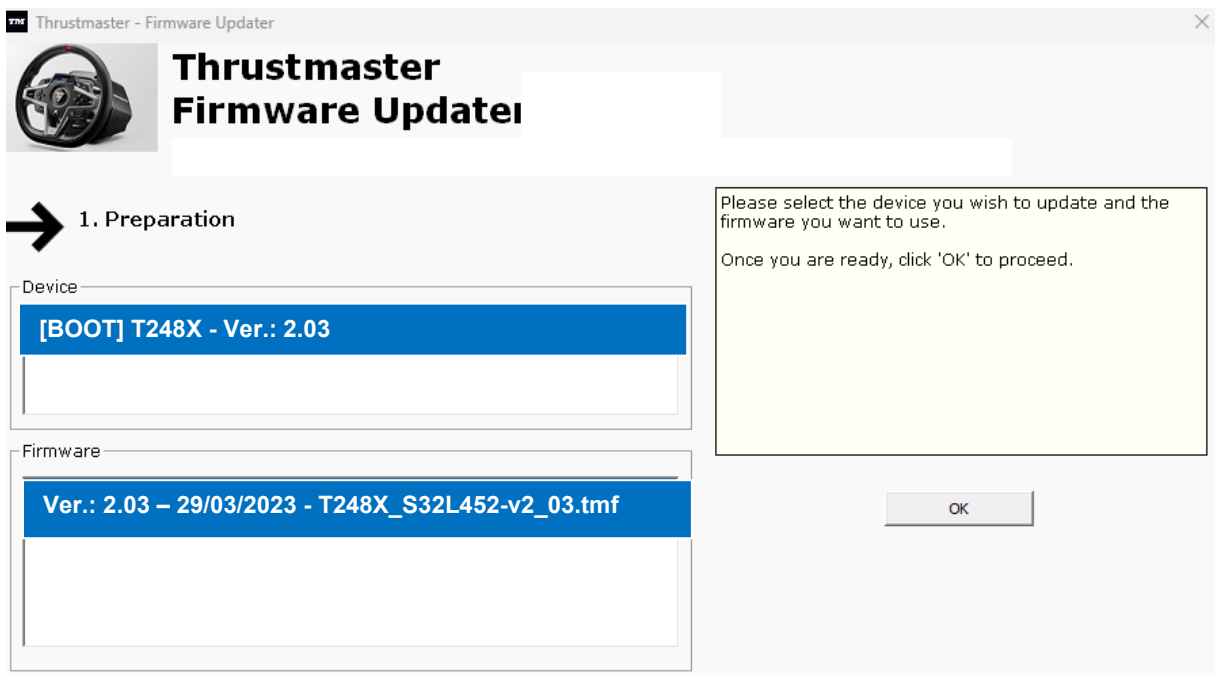 TM Thrustmaster - Firmware Updater
Thrustmaster
Firmware Updater
1. Preparation
Please select the device you wish to update and the
firmware you want to use.
Once you are ready, click 'OK' to proceed.
Device
[BOOT] T248X - Ver.: 2.03
Firmware
Ver.: 2.03 – 29/03/2023 - T248X_S32L452-v2_03.tmf
OK